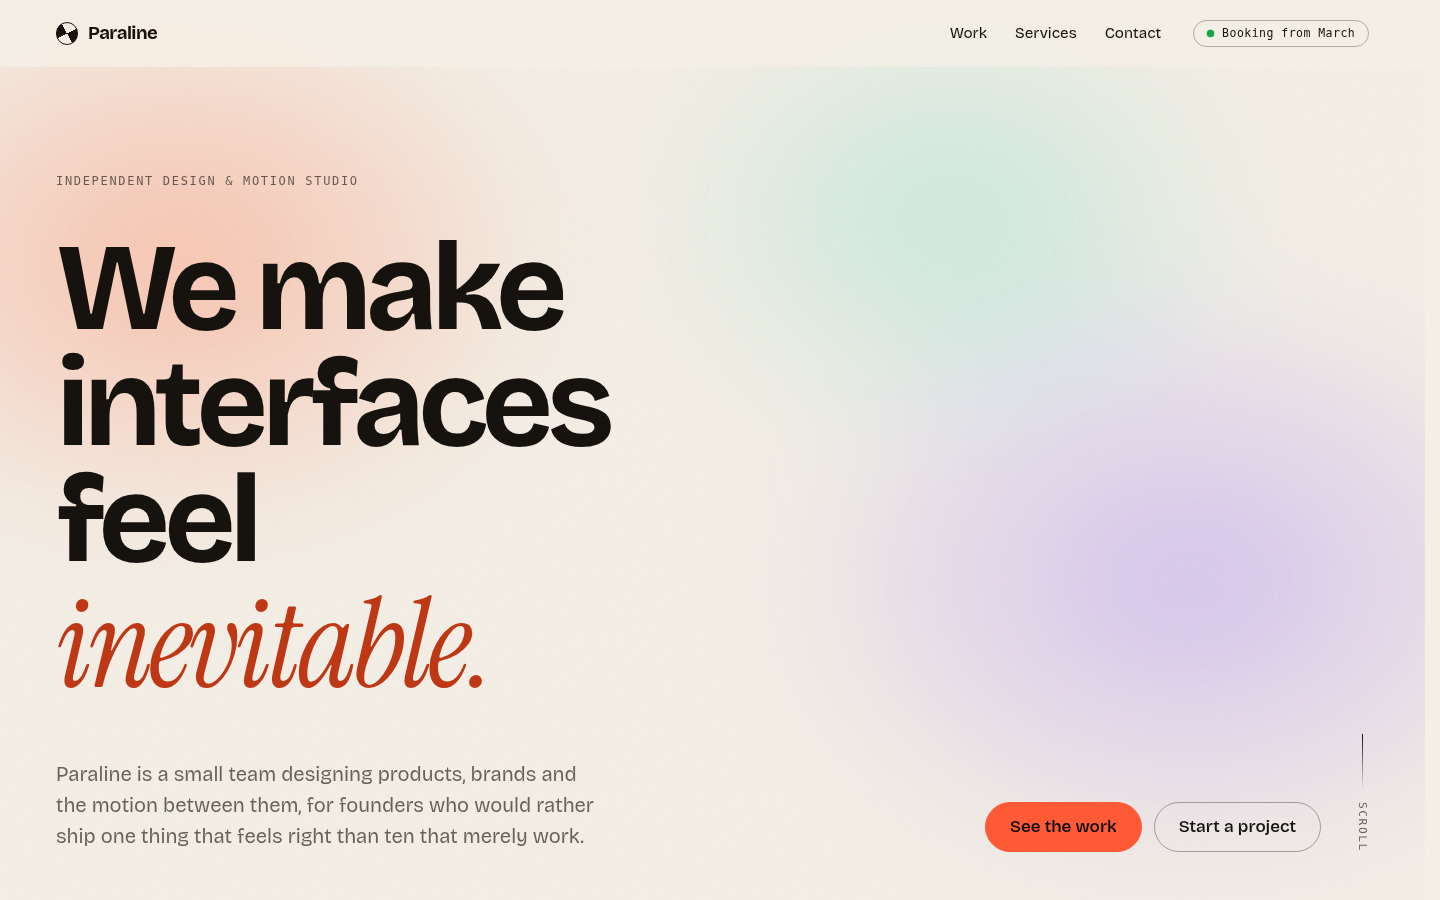 Paraline
Work
Services
Contact
Booking from March
INDEPENDENT DESIGN & MOTION STUDIO
We make
interfaces
feel
inevitable.
Paraline is a small team designing products, brands and
the motion between them, for founders who would rather
ship one thing that feels right than ten that merely work.
See the work
Start a project
SCROLL